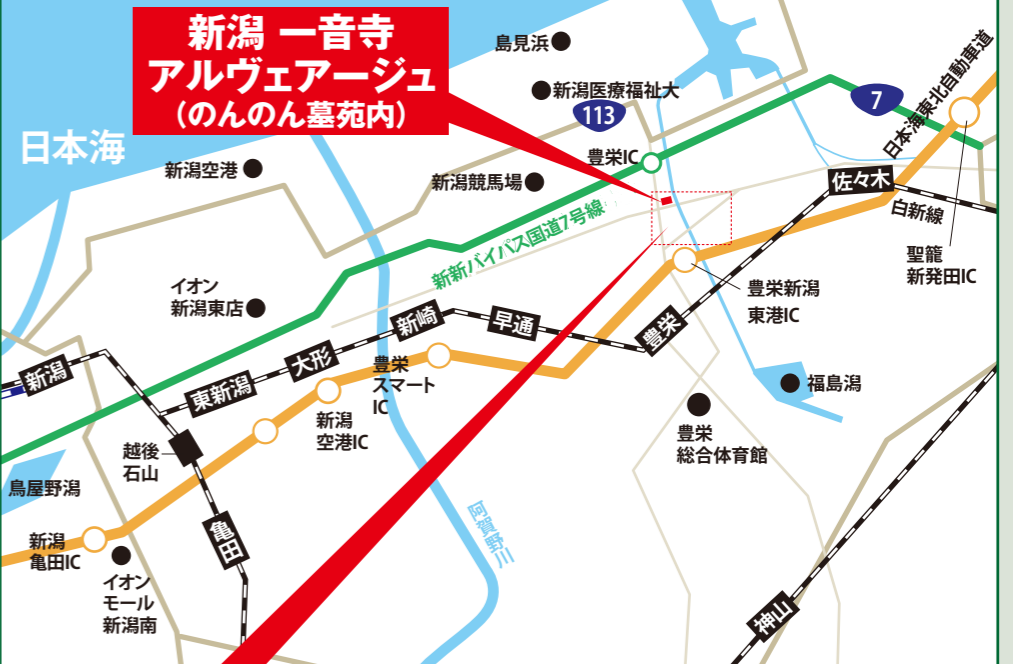 新潟 一音寺
アルヴェアージュ
(のんのん墓苑内)
島見浜
新潟医療福祉大
113
7
日本海東北自動車道
日本海
新潟空港
豊栄IC
新潟競馬場
佐々木
白新線
新新バイパス国道7号線
聖籠
新発田IC
イオン
新潟東店
豊栄新潟
東港IC
新崎
早通
豊栄
大形
新潟
東新潟
豊栄
スマート
IC
福島潟
新潟
空港IC
豊栄
総合体育館
越後
石山
鳥屋野潟
亀田
阿賀野川
新潟
亀田IC
イオン
モール
新潟南
神山